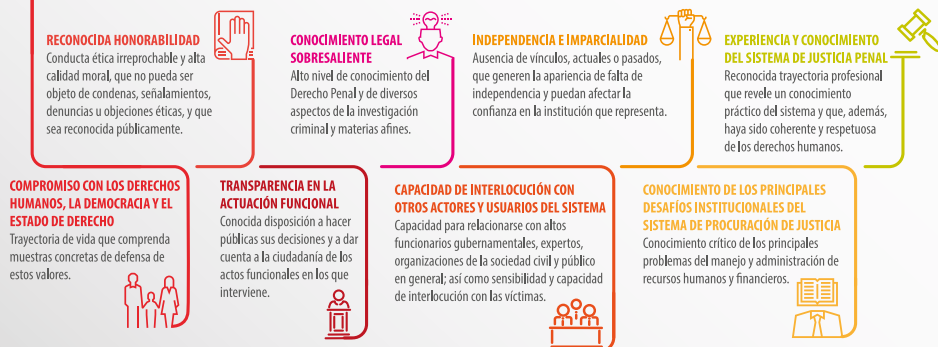 RECONOCIDA HONORABILIDAD
Conducta ética irreprochable y alta
calidad moral, que no pueda ser
objeto de condenas, señalamientos,
denuncias u objeciones éticas, y que
sea reconocida públicamente.
CONOCIMIENTO LEGAL
SOBRESALIENTE
Alto nivel de conocimiento del
Derecho Penal y de diversos
aspectos de la investigación
criminal y materias afines.
INDEPENDENCIA E IMPARCIALIDAD
Ausencia de vínculos, actuales o pasados,
que generen la apariencia de falta de
independencia y puedan afectar la
confianza en la institución que representa.
EXPERIENCIA Y CONOCIMIENTO
DEL SISTEMA DE JUSTICIA PENAL
Reconocida trayectoria profesional
que revele un conocimiento
práctico del sistema y que, además,
haya sido coherente y respetuosa
de los derechos humanos.
COMPROMISO CON LOS DERECHOS
HUMANOS, LA DEMOCRACIA Y EL
ESTADO DE DERECHO
Trayectoria de vida que comprenda
muestras concretas de defensa de
estos valores.
TRANSPARENCIA EN LA
ACTUACIÓN FUNCIONAL
Conocida disposición a hacer
públicas sus decisiones y a dar
cuenta a la ciudadanía de los
actos funcionales en los que
interviene.
CAPACIDAD DE INTERLOCUCIÓN CON
OTROS ACTORES Y USUARIOS DEL SISTEMA
Capacidad para relacionarse con altos
funcionarios gubernamentales, expertos,
organizaciones de la sociedad civil y público
en general; así como sensibilidad y capacidad
de interlocución con las víctimas.
CONOCIMIENTO DE LOS PRINCIPALES
DESAFÍOS INSTITUCIONALES DEL
SISTEMA DE PROCURACIÓN DE JUSTICIA
Conocimiento crítico de los principales
problemas del manejo y administración de
recursos humanos y financieros.